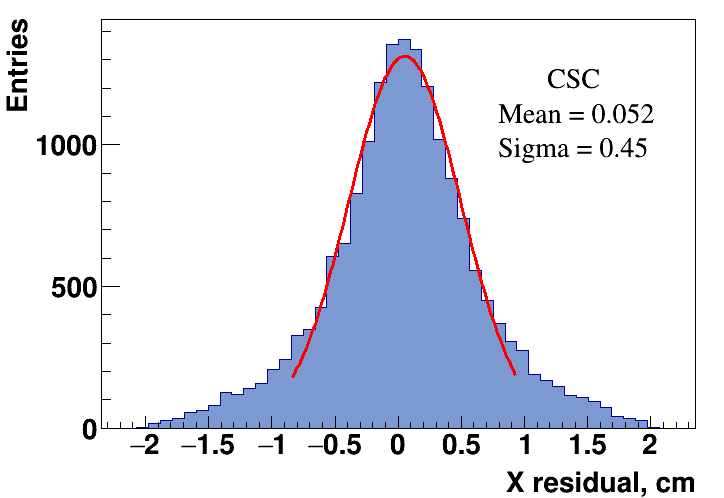 Entries
CSC
Mean = 0.052
Sigma = 0.45
1000
500
0
−2 −1.5 −1 −0.5 0 0.5 1 1.5 2
X residual, cm